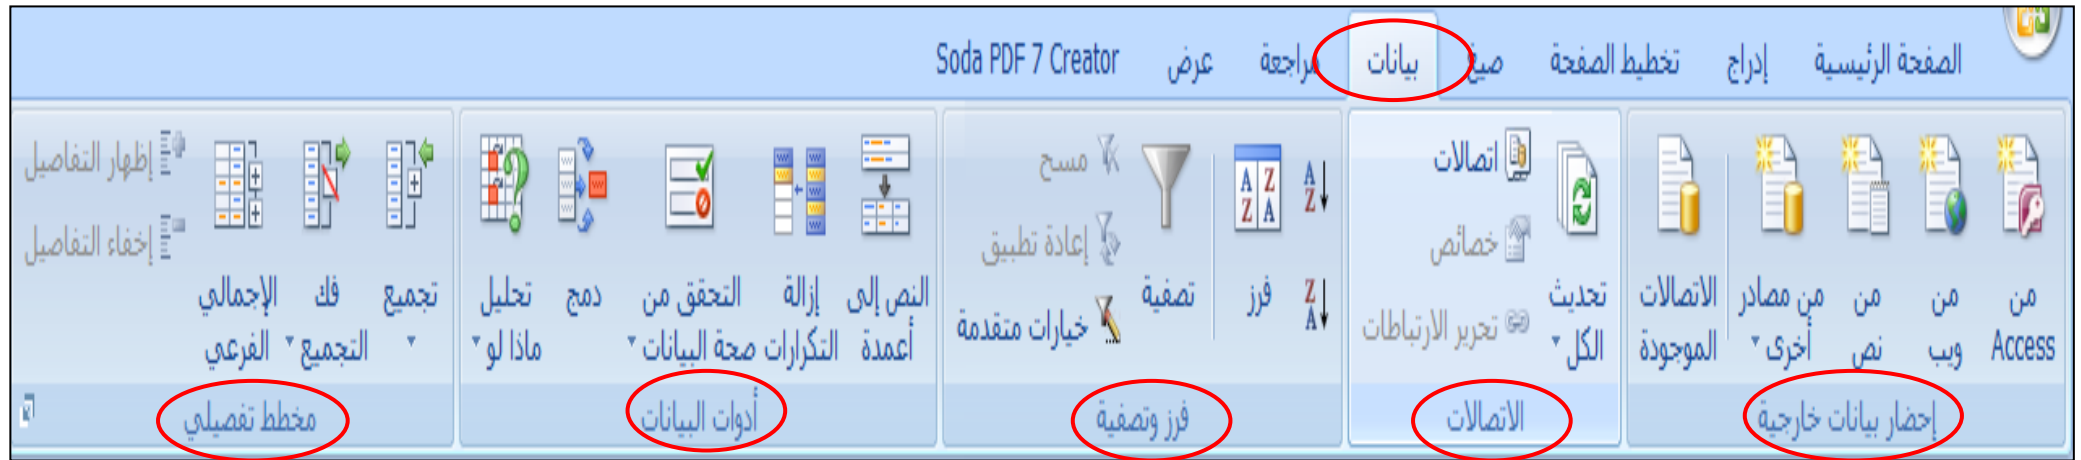 الصفحة الرئيسية إدراج تخطيط الصفحة صيغ بيانات مراجعة عرض Soda PDF 7 Creator
من Access
من ويب
من نص
من مصادر أخرى
الاتصالات الموجودة
إحضار بيانات خارجية
تحديث الكل
اتصالات
خصائص
تحرير الارتباطات
الاتصالات
فرز
تصفية
مسح
إعادة تطبيق
خيارات متقدمة
فرز وتصفية
النص إلى أعمدة
إزالة التكرارات
التحقق من صحة البيانات
دمج
تحليل ماذا لو
أدوات البيانات
تجميع
فك التجميع
الإجمالي الفرعي
إظهار التفاصيل
إخفاء التفاصيل
مخطط تفصيلي